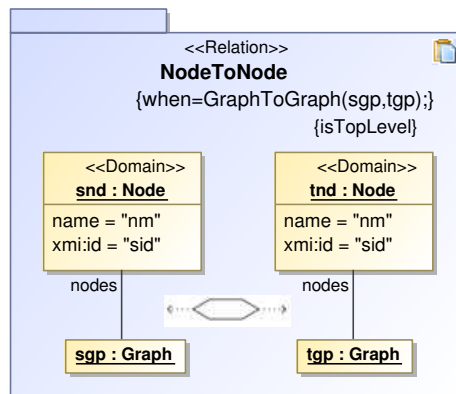 <<Relation>>
NodeToNode
{when=GraphToGraph(sgp,tgp);}
{isTopLevel}
<<Domain>>
snd : Node
name = "nm"
xmi:id = "sid"
nodes
sgp : Graph
<<Domain>>
tnd : Node
name = "nm"
xmi:id = "sid"
nodes
tgp : Graph